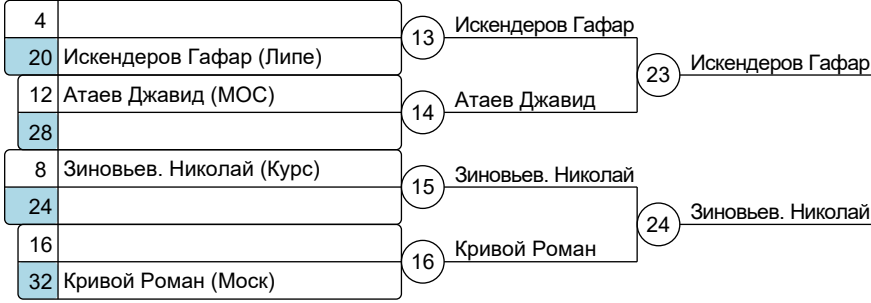 4
13
Искендеров Гафар
20 Искендеров Гафар (Липе)
23
Искендеров Гафар
12 Атаев Джавид (МОС)
14
Атаев Джавид
28
8 Зиновьев. Николай (Курс)
15
Зиновьев. Николай
24
24
Зиновьев. Николай
16
16
Кривой Роман
32 Кривой Роман (Моск)